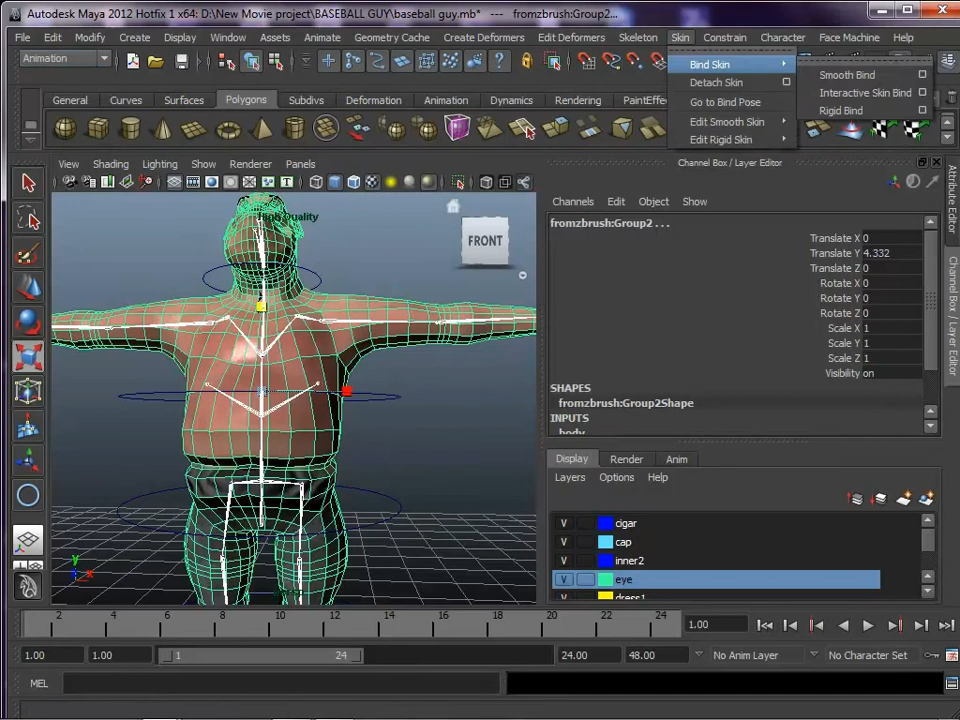 Autodesk Maya 2012 Hotfix 1 x64: D:\New Movie project\BASEBALL GUY\baseball guy.mb* --- fromzbrush:Group2...
File Edit Modify Create Display Window Assets Animate Geometry Cache Create Deformers Edit Deformers Skeleton Skin Constrain Character Face Machine Help
Animation
Bind Skin
Detach Skin
Go to Bind Pose
Edit Smooth Skin
Edit Rigid Skin
Smooth Bind
Interactive Skin Bind
Rigid Bind
General Curves Surfaces Polygons Subdivs Deformation Animation Dynamics Rendering PaintEffe
View Shading Lighting Show Renderer Panels
High Quality
FRONT
y
x
Channel Box / Layer Editor
Channels Edit Object Show
fromzbrush:Group2 ...
Translate X 0
Translate Y 4.332
Translate Z 0
Rotate X 0
Rotate Y 0
Rotate Z 0
Scale X 1
Scale Y 1
Scale Z 1
Visibility on
SHAPES
fromzbrush:Group2Shape
INPUTS
body
Display Render Anim
Layers Options Help
V cigar
V cap
V inner2
V eye
V dress1
Attribute Editor
Channel Box / Layer Editor
2 4 6 8 10 12 14 16 18 20 22 24
1.00
1.00 1.00 1 24 24.00 48.00 No Anim Layer No Character Set
MEL